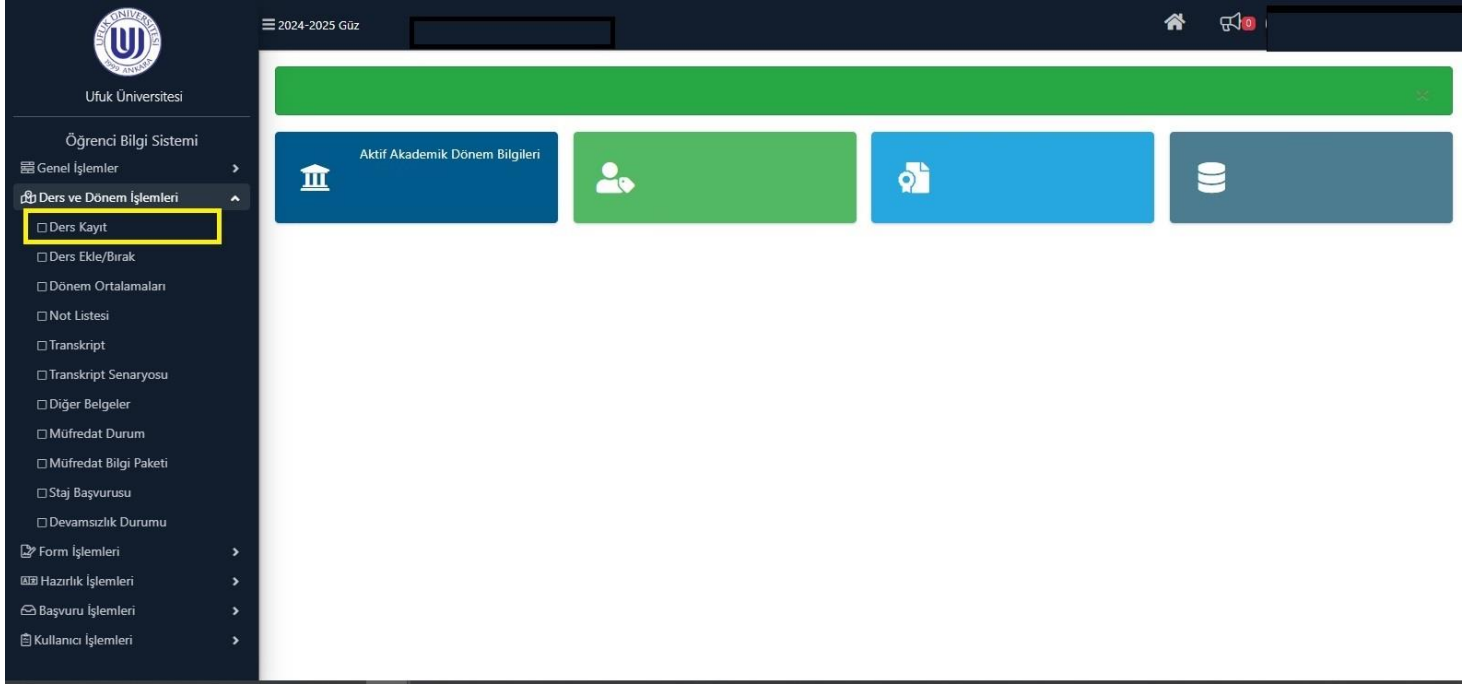 UFUK ÜNİVERSİTESİ
1999 ANKARA
Ufuk Üniversitesi
Öğrenci Bilgi Sistemi
Genel İşlemler
Ders ve Dönem İşlemleri
Ders Kayıt
Ders Ekle/Bırak
Dönem Ortalamaları
Not Listesi
Transkript
Transkript Senaryosu
Diğer Belgeler
Müfredat Durum
Müfredat Bilgi Paketi
Staj Başvurusu
Devamsızlık Durumu
Form İşlemleri
Hazırlık İşlemleri
Başvuru İşlemleri
Kullanıcı İşlemleri
2024-2025 Güz
0
Aktif Akademik Dönem Bilgileri